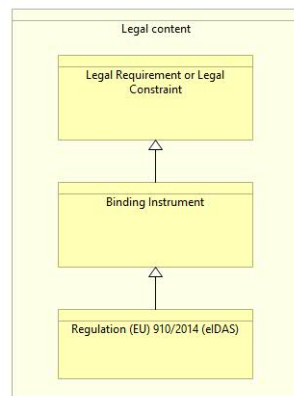 Legal content
Legal Requirement or Legal
Constraint
Binding Instrument
Regulation (EU) 910/2014 (eIDAS)